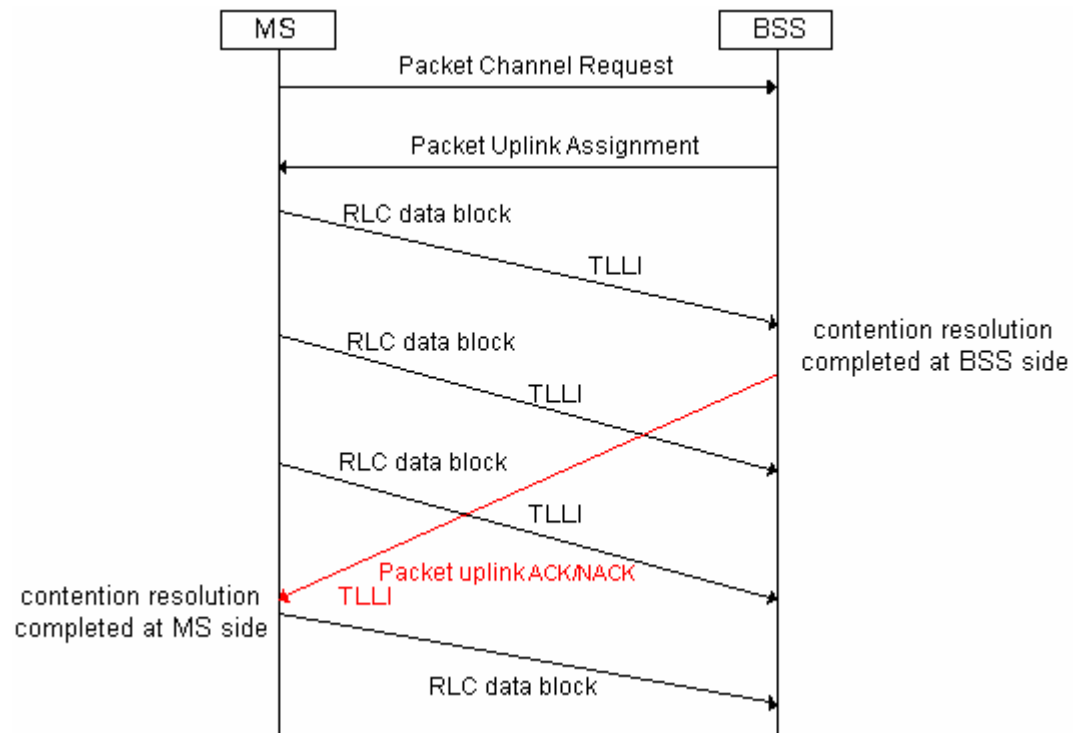 MS
BSS
Packet Channel Request
Packet Uplink Assignment
RLC data block
TLLI
contention resolution
completed at BSS side
RLC data block
TLLI
RLC data block
TLLI
Packet uplink ACK/NACK
TLLI
contention resolution
completed at MS side
RLC data block